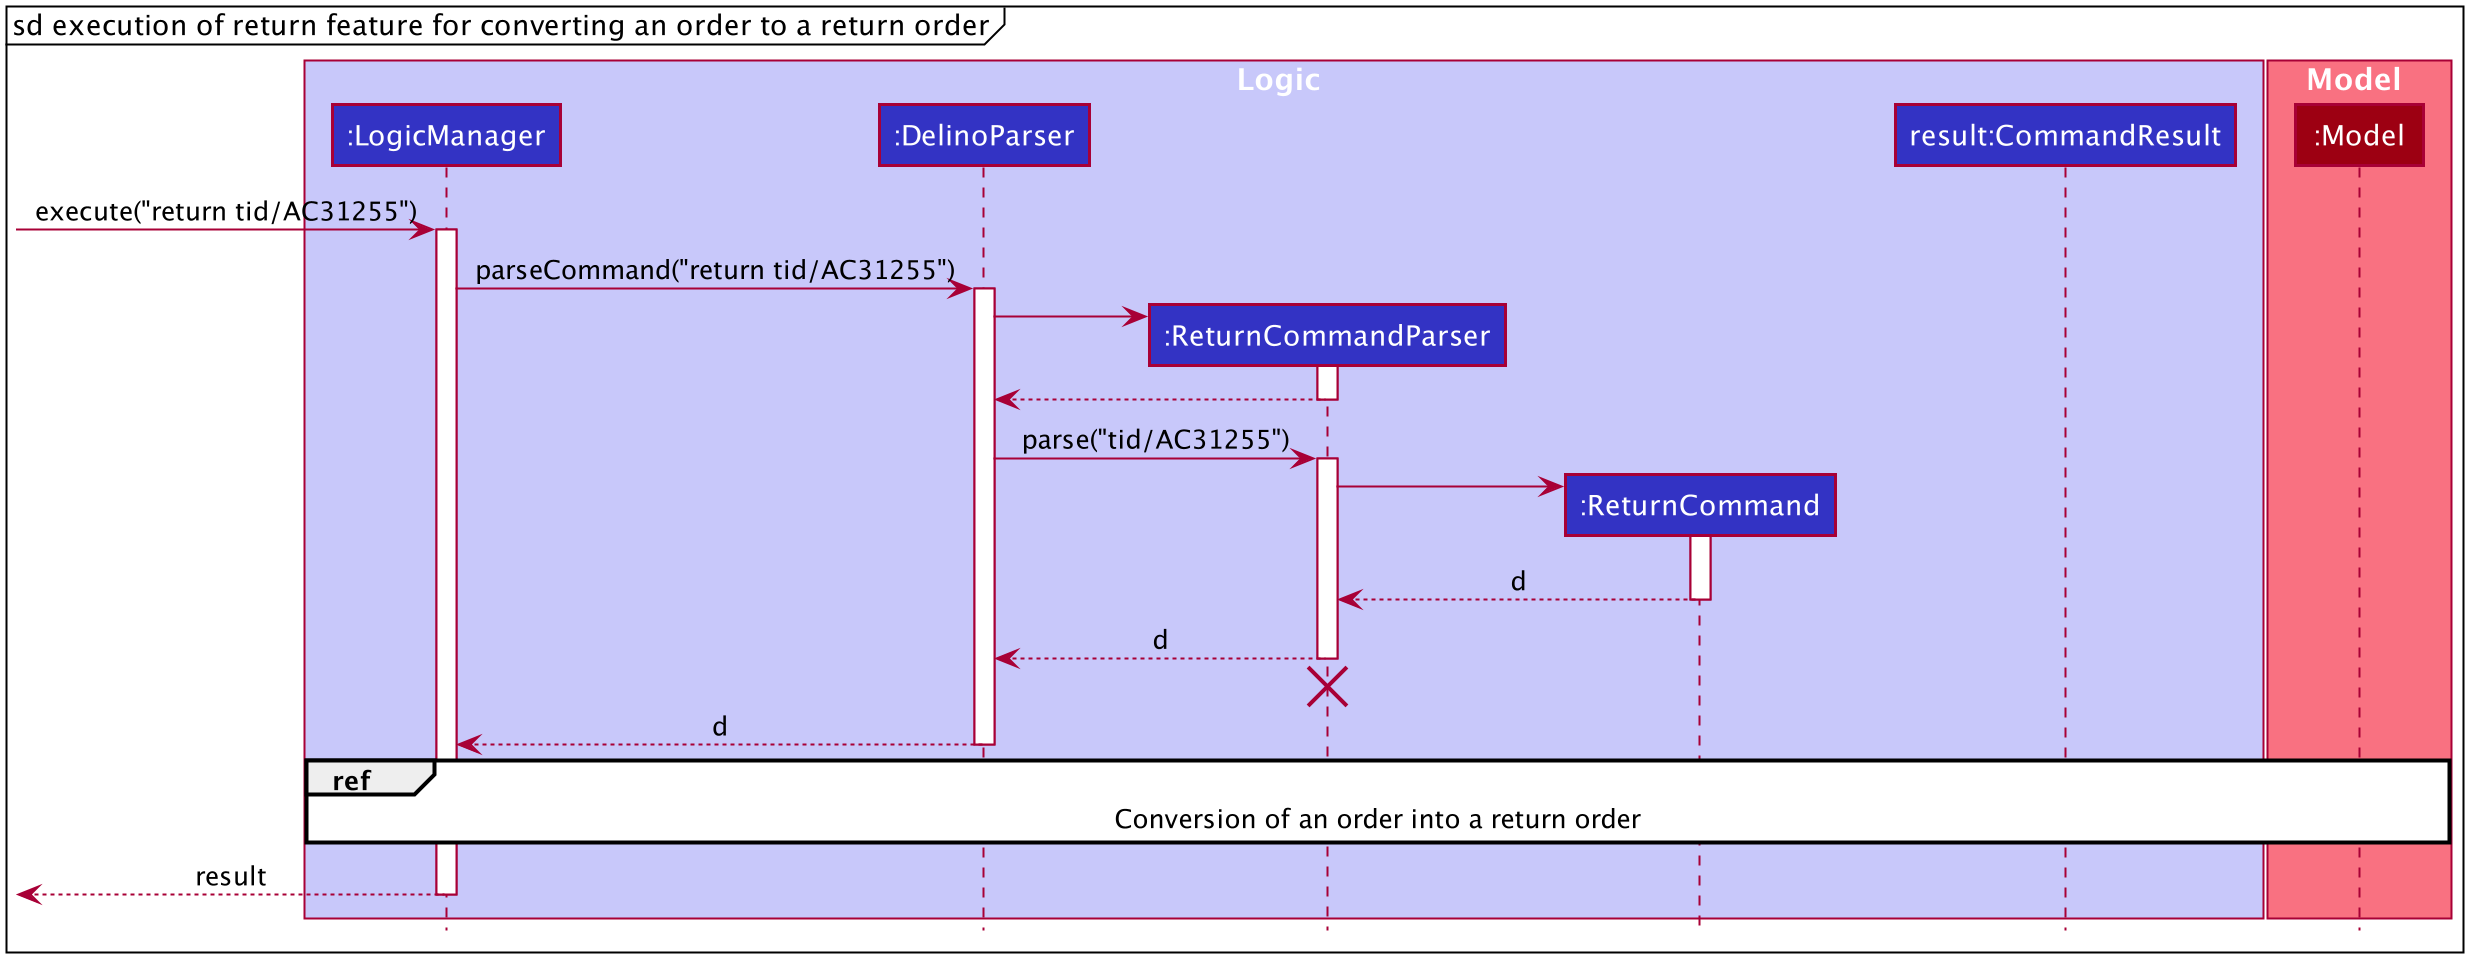 sd execution of return feature for converting an order to a return order
Logic
Model
:LogicManager
:DelinoParser
result:CommandResult
:Model
execute("return tid/AC31255")
parseCommand("return tid/AC31255")
:ReturnCommandParser
parse("tid/AC31255")
:ReturnCommand
d
d
d
ref
Conversion of an order into a return order
result